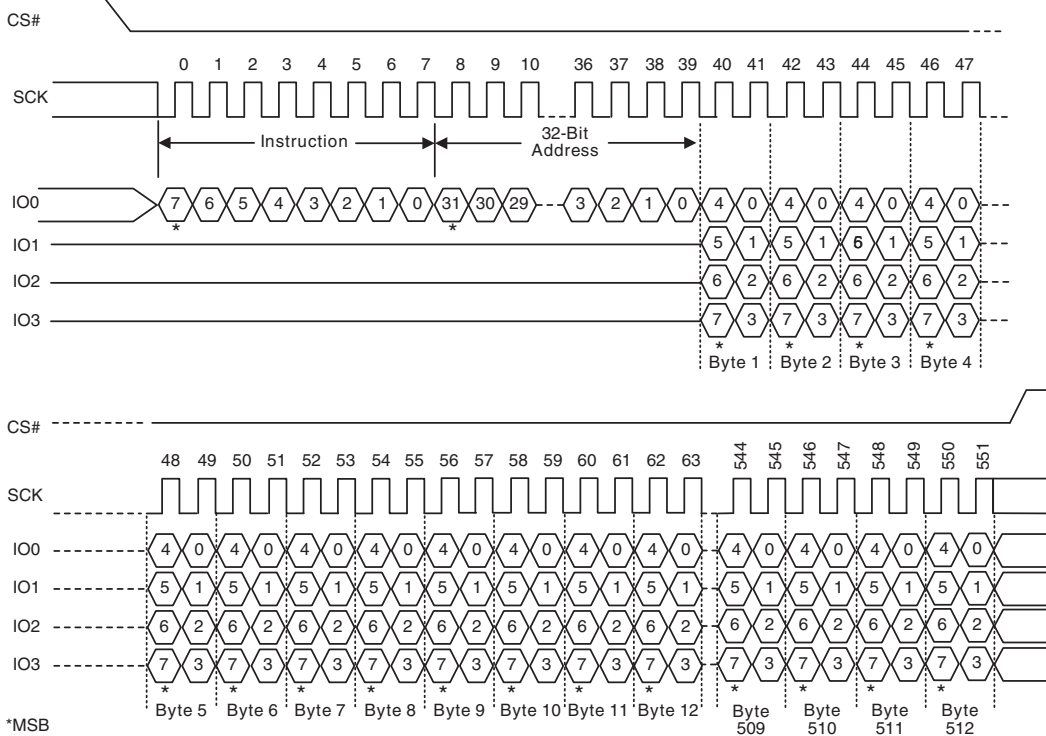 CS#
0 1 2 3 4 5 6 7 8 9 10 36 37 38 39 40 41 42 43 44 45 46 47
SCK
Instruction
32-Bit
Address
IO0 7 6 5 4 3 2 1 0 31 30 29 3 2 1 0 4 0 4 0 4 0 4 0
* *
IO1 5 1 5 1 6 1 5 1
IO2 6 2 6 2 6 2 6 2
IO3 7 3 7 3 7 3 7 3
* * * *
Byte 1 Byte 2 Byte 3 Byte 4
CS#
48 49 50 51 52 53 54 55 56 57 58 59 60 61 62 63 544 545 546 547 548 549 550 551
SCK
IO0 4 0 4 0 4 0 4 0 4 0 4 0 4 0 4 0 4 0 4 0 4 0 4 0
IO1 5 1 5 1 5 1 5 1 5 1 5 1 5 1 5 1 5 1 5 1 5 1 5 1
IO2 6 2 6 2 6 2 6 2 6 2 6 2 6 2 6 2 6 2 6 2 6 2 6 2
IO3 7 3 7 3 7 3 7 3 7 3 7 3 7 3 7 3 7 3 7 3 7 3 7 3
* * * * * * * * * * * *
Byte 5 Byte 6 Byte 7 Byte 8 Byte 9 Byte 10 Byte 11 Byte 12 Byte 509 Byte 510 Byte 511 Byte 512
*MSB